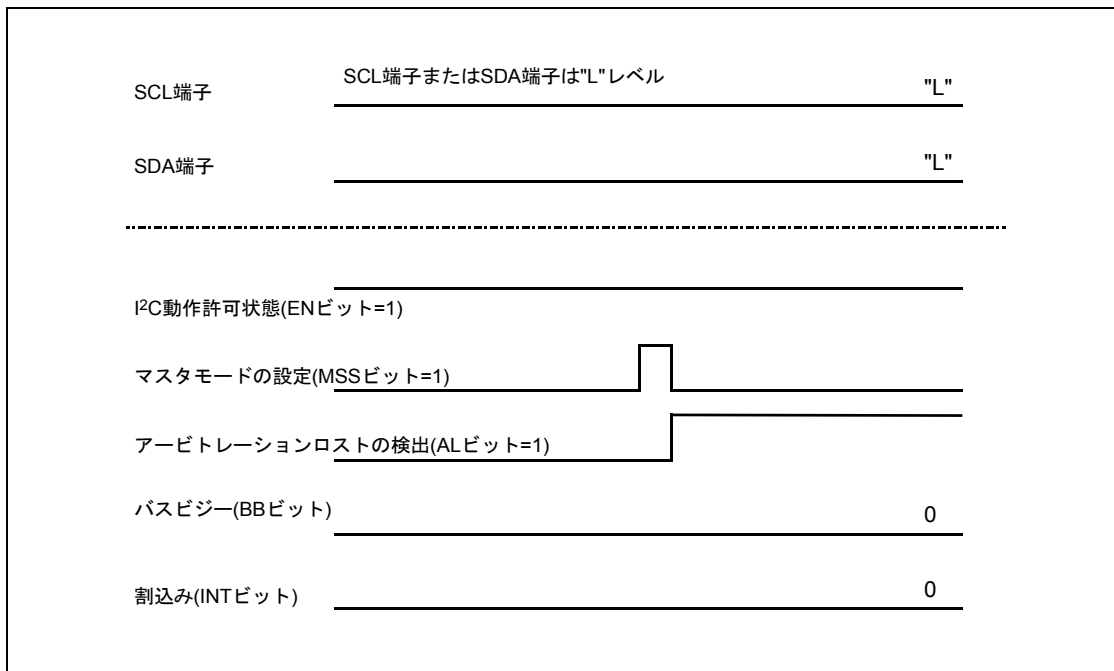 SCL端子またはSDA端子は"L"レベル
SCL端子 "L"
SDA端子 "L"
I²C動作許可状態(ENビット=1)
マスタモードの設定(MSSビット=1)
アービトレーションロストの検出(ALビット=1)
バスビジー(BBビット) 0
割込み(INTビット) 0